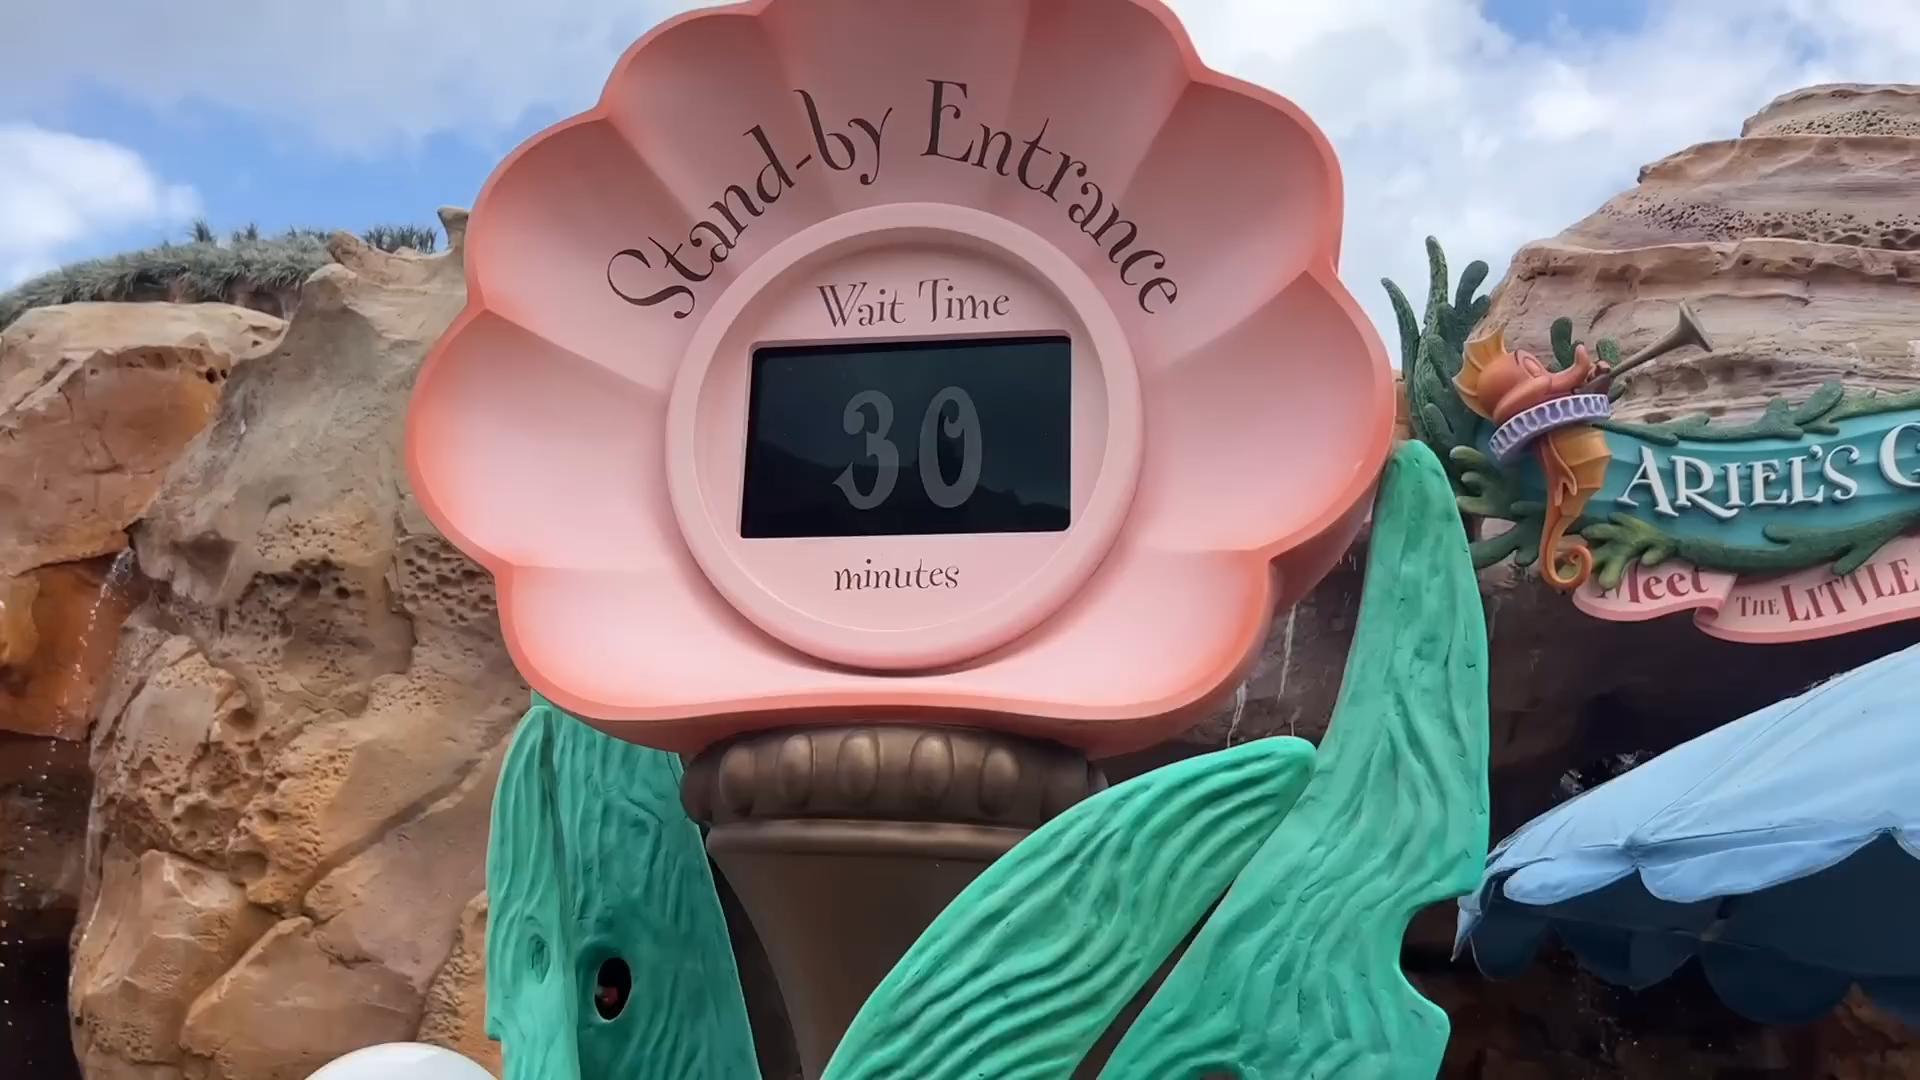 Stand-by Entrance
Wait Time
30
minutes
ARIEL'S
Meet THE LITTLE